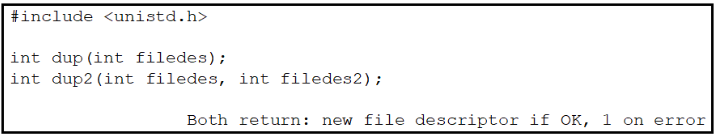 #include <unistd.h>
int dup(int filedes);
int dup2(int filedes, int filedes2);
Both return: new file descriptor if OK, 1 on error